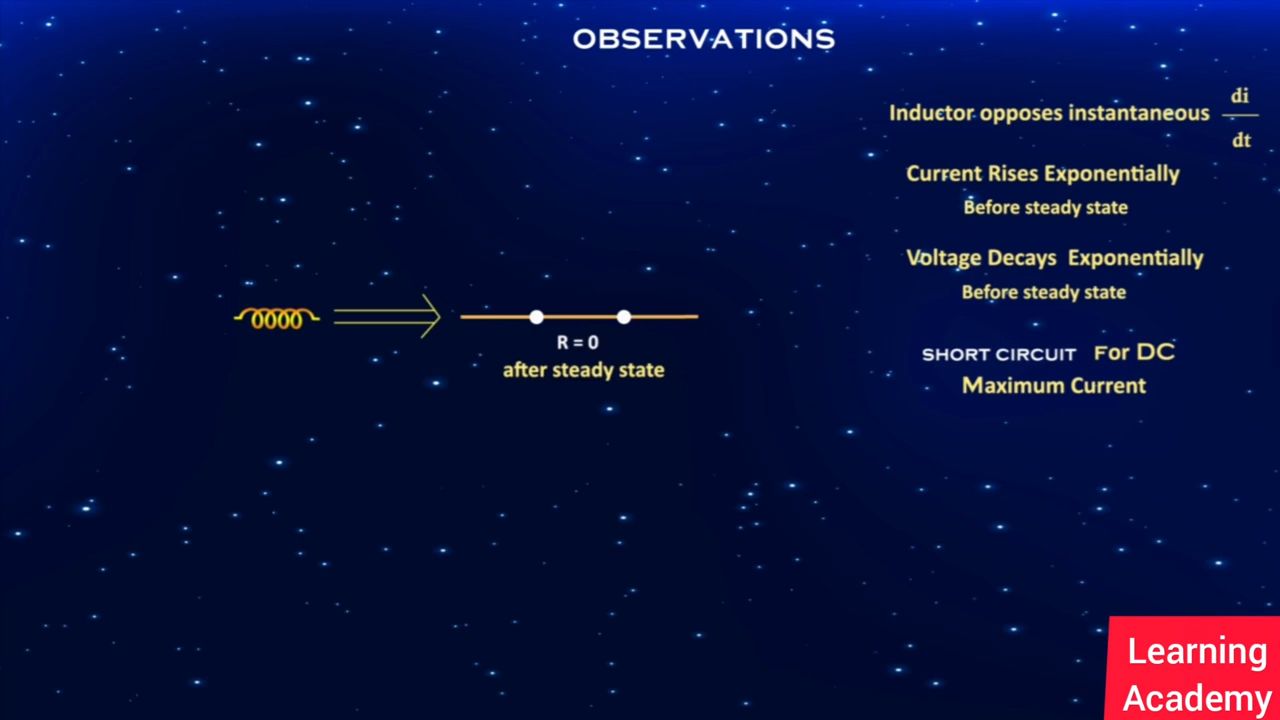 OBSERVATIONS
Inductor opposes instantaneous di/dt
Current Rises Exponentially
Before steady state
Voltage Decays Exponentially
Before steady state
SHORT CIRCUIT For DC
Maximum Current
R = 0
after steady state
Learning
Academy